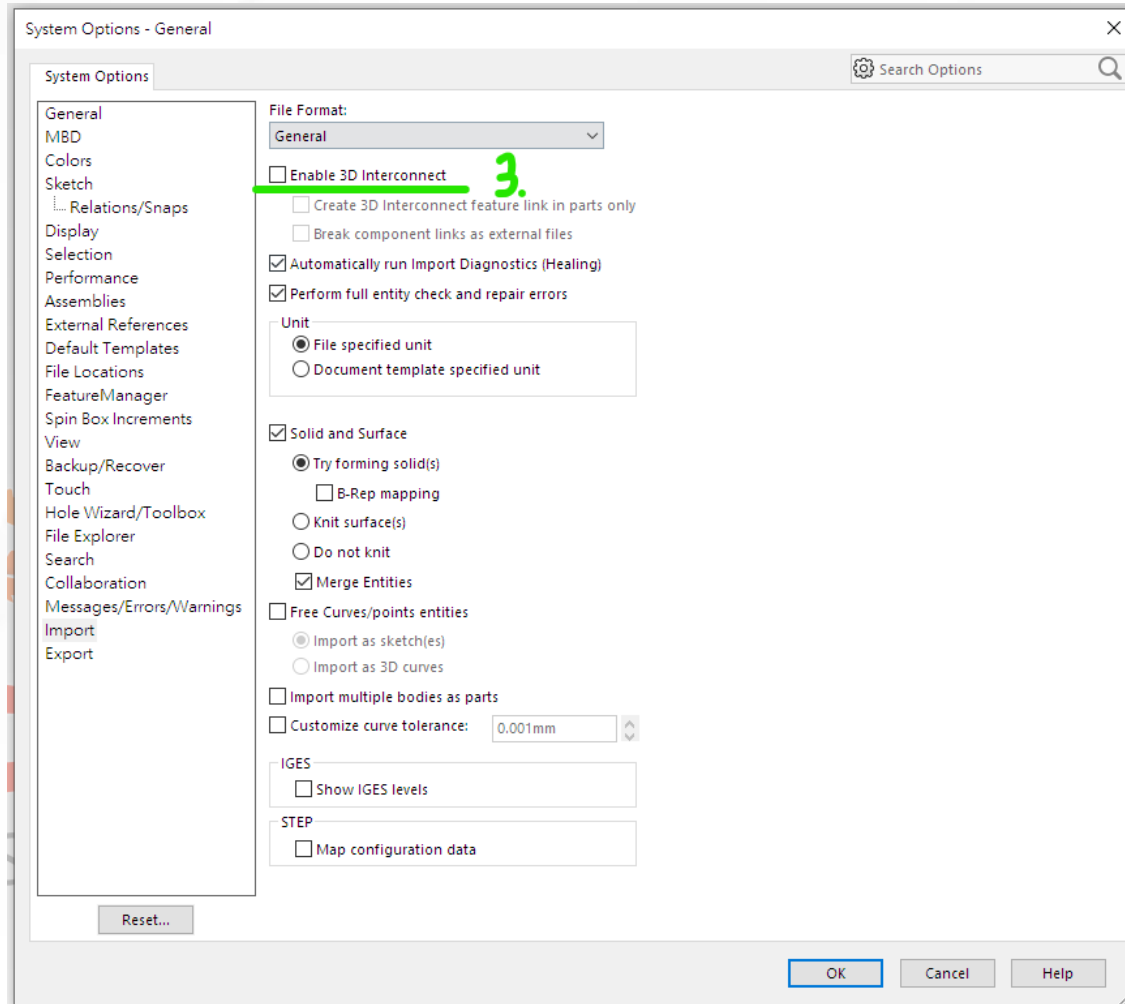 System Options - General
System Options
Search Options
General
MBD
Colors
Sketch
Relations/Snaps
Display
Selection
Performance
Assemblies
External References
Default Templates
File Locations
FeatureManager
Spin Box Increments
View
Backup/Recover
Touch
Hole Wizard/Toolbox
File Explorer
Search
Collaboration
Messages/Errors/Warnings
Import
Export
Reset...
File Format:
General
Enable 3D Interconnect
3.
Create 3D Interconnect feature link in parts only
Break component links as external files
Automatically run Import Diagnostics (Healing)
Perform full entity check and repair errors
Unit
File specified unit
Document template specified unit
Solid and Surface
Try forming solid(s)
B-Rep mapping
Knit surface(s)
Do not knit
Merge Entities
Free Curves/points entities
Import as sketch(es)
Import as 3D curves
Import multiple bodies as parts
Customize curve tolerance: 0.001mm
IGES
Show IGES levels
STEP
Map configuration data
OK Cancel Help